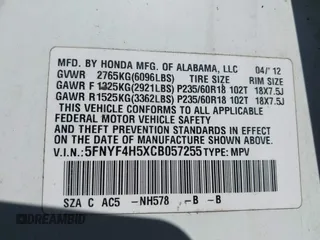 MFD. BY HONDA MFG. OF ALABAMA, LLC 04/'12
GVWR 2765KG(6096LBS) TIRE SIZE RIM SIZE
GAWR F 1325KG(2921LBS) P235/60R18 102T 18X7.5J
GAWR R 1525KG(3362LBS) P235/60R18 102T 18X7.5J
THIS VEHICLE CONFORMS TO ALL APPLICABLE
FEDERAL MOTOR VEHICLE SAFETY STANDARDS
IN EFFECT ON THE DATE OF MANUFACTURE
SHOWN ABOVE.
V.I.N.: 5FNYF4H5XCB057255 TYPE: MPV
SZA C AC5 -NH578 -B -B
DREAMBID